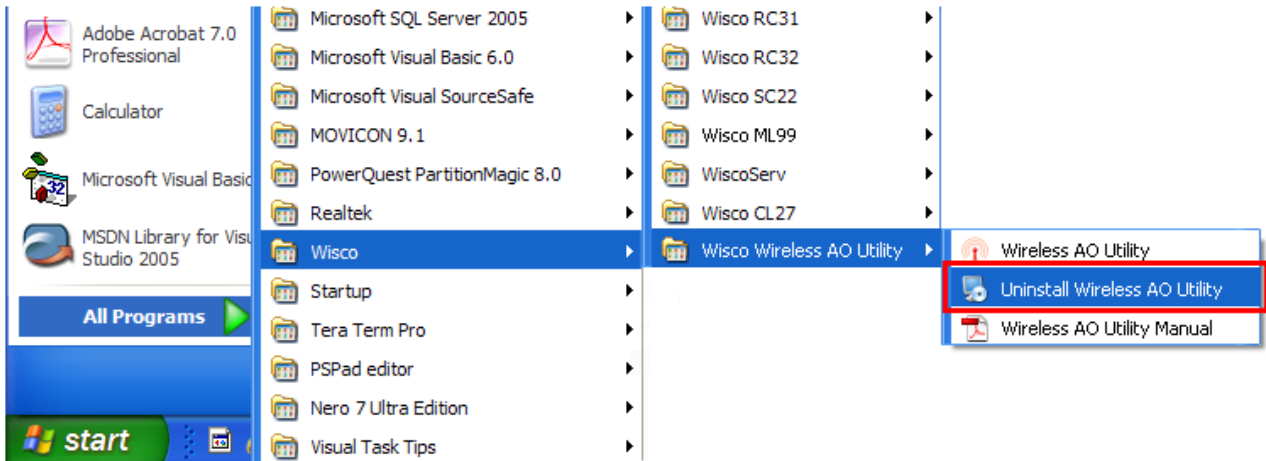 Adobe Acrobat 7.0
Professional
Calculator
Microsoft Visual Basic
MSDN Library for Visu
Studio 2005
All Programs
start
Microsoft SQL Server 2005
Microsoft Visual Basic 6.0
Microsoft Visual SourceSafe
MOVICON 9.1
PowerQuest PartitionMagic 8.0
Realtek
Wisco
Startup
Tera Term Pro
PSPad editor
Nero 7 Ultra Edition
Visual Task Tips
Wisco RC31
Wisco RC32
Wisco SC22
Wisco ML99
WiscoServ
Wisco CL27
Wisco Wireless AO Utility
Wireless AO Utility
Uninstall Wireless AO Utility
Wireless AO Utility Manual